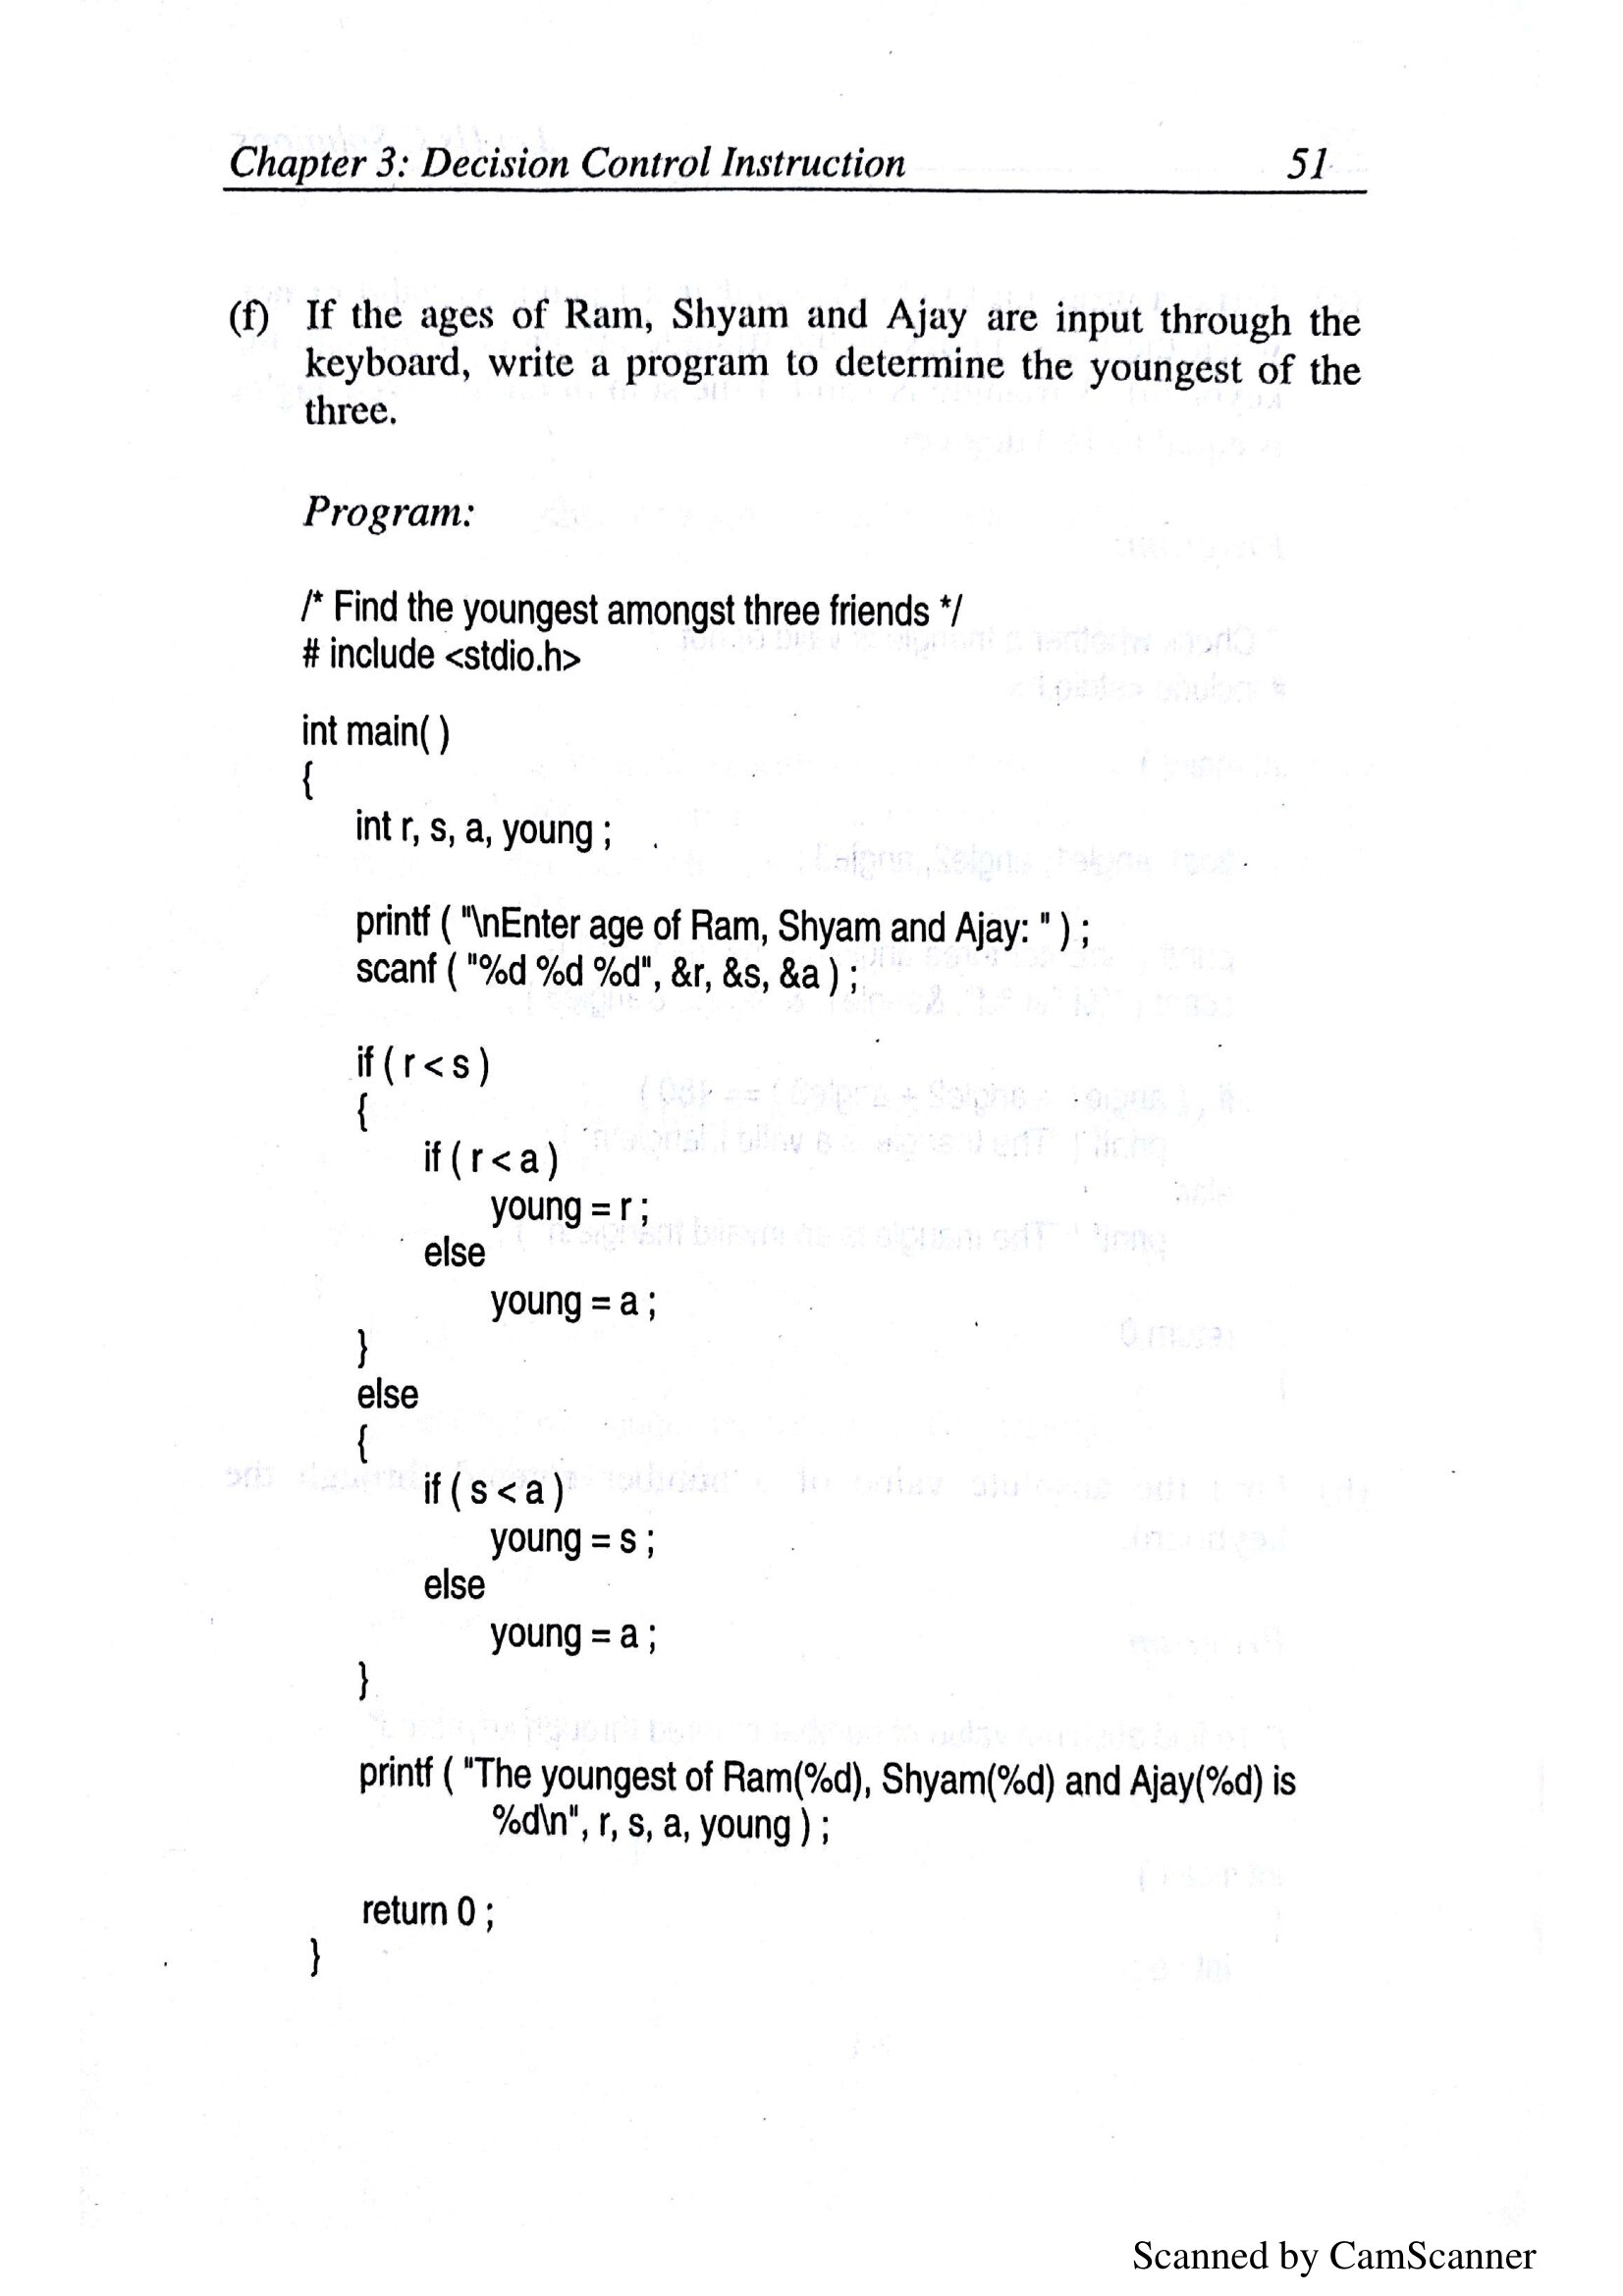 Chapter 3: Decision Control Instruction 51
(f) If the ages of Ram, Shyam and Ajay are input through the
keyboard, write a program to determine the youngest of the
three.
Program:
/* Find the youngest amongst three friends */
# include <stdio.h>
int main( )
{
int r, s, a, young ;
printf ( "\nEnter age of Ram, Shyam and Ajay: " ) ;
scanf ( "%d %d %d", &r, &s, &a ) ;
if ( r < s )
{
if ( r < a )
young = r ;
else
young = a ;
}
else
{
if ( s < a )
young = s ;
else
young = a ;
}
printf ( "The youngest of Ram(%d), Shyam(%d) and Ajay(%d) is
%d\n", r, s, a, young ) ;
return 0 ;
}
Scanned by CamScanner